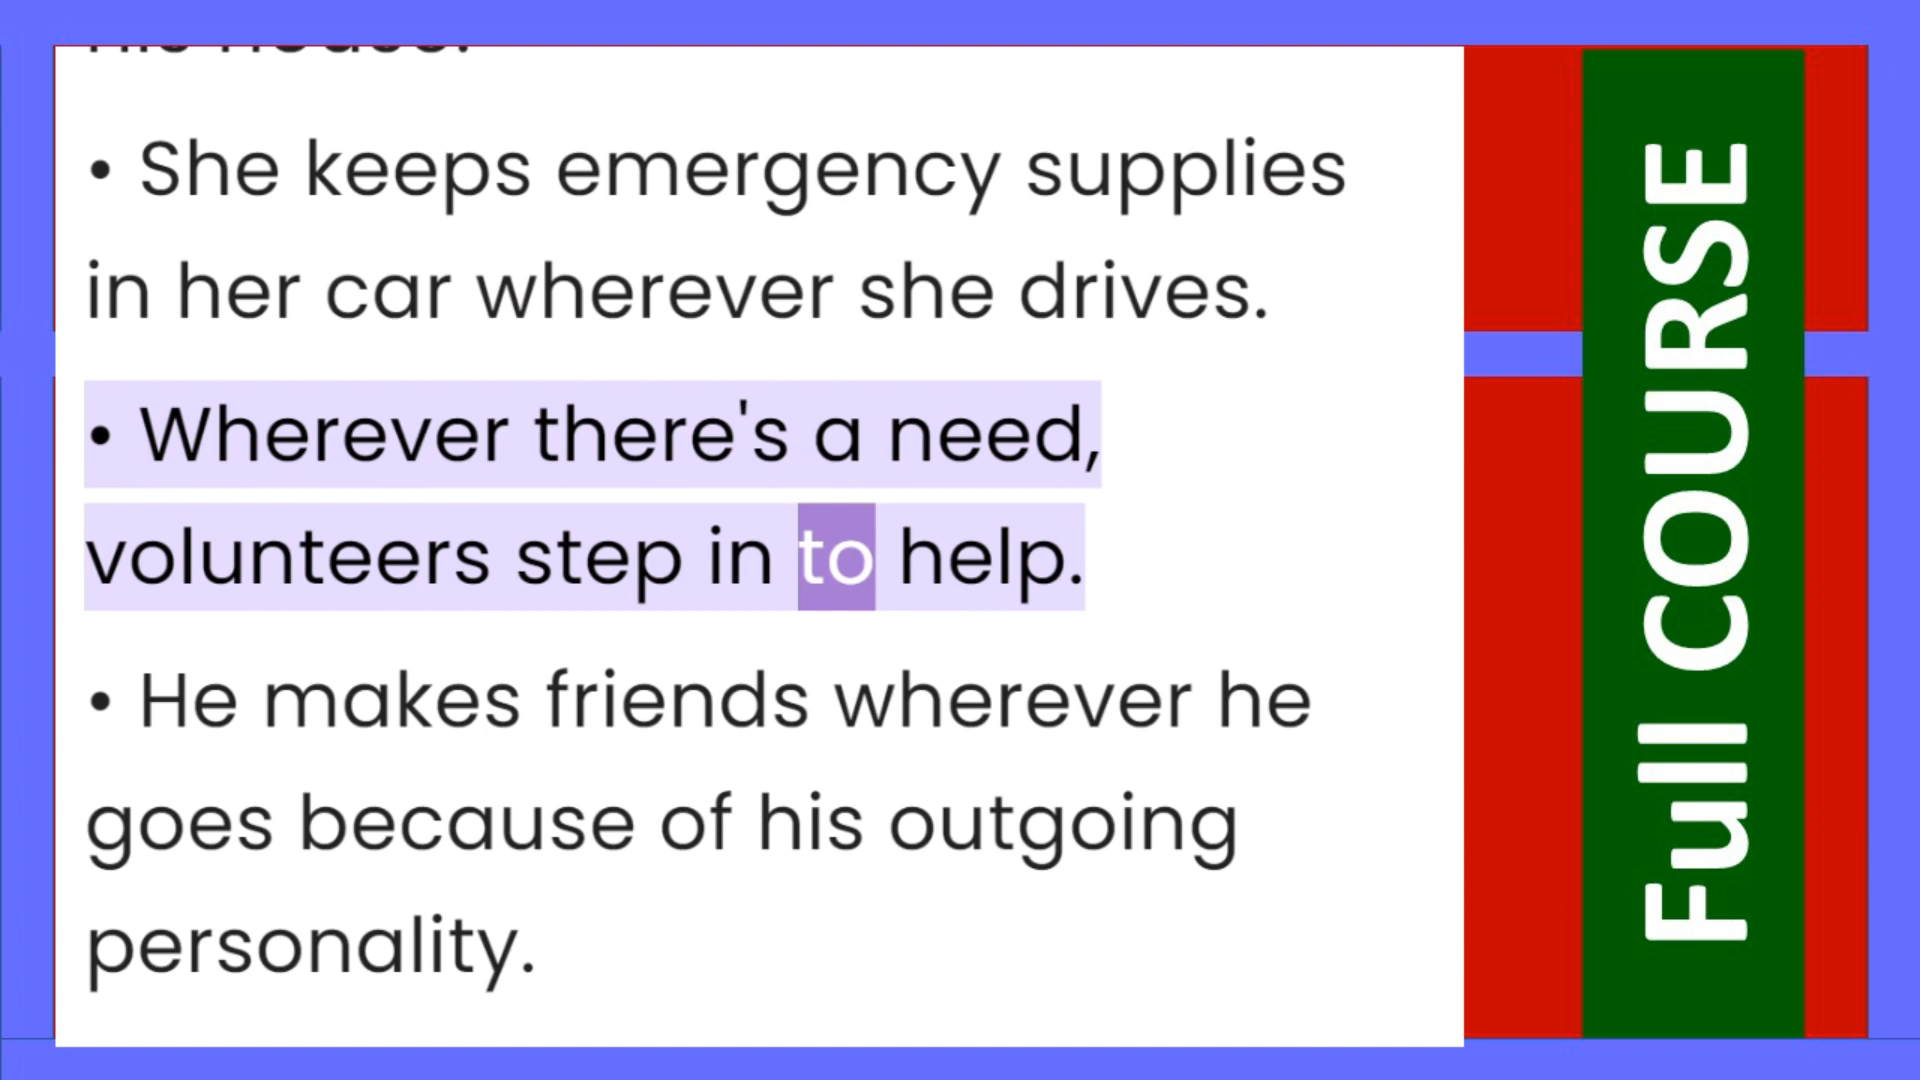 • She keeps emergency supplies
in her car wherever she drives.
• Wherever there's a need,
volunteers step in to help.
• He makes friends wherever he
goes because of his outgoing
personality.
Full COURSE